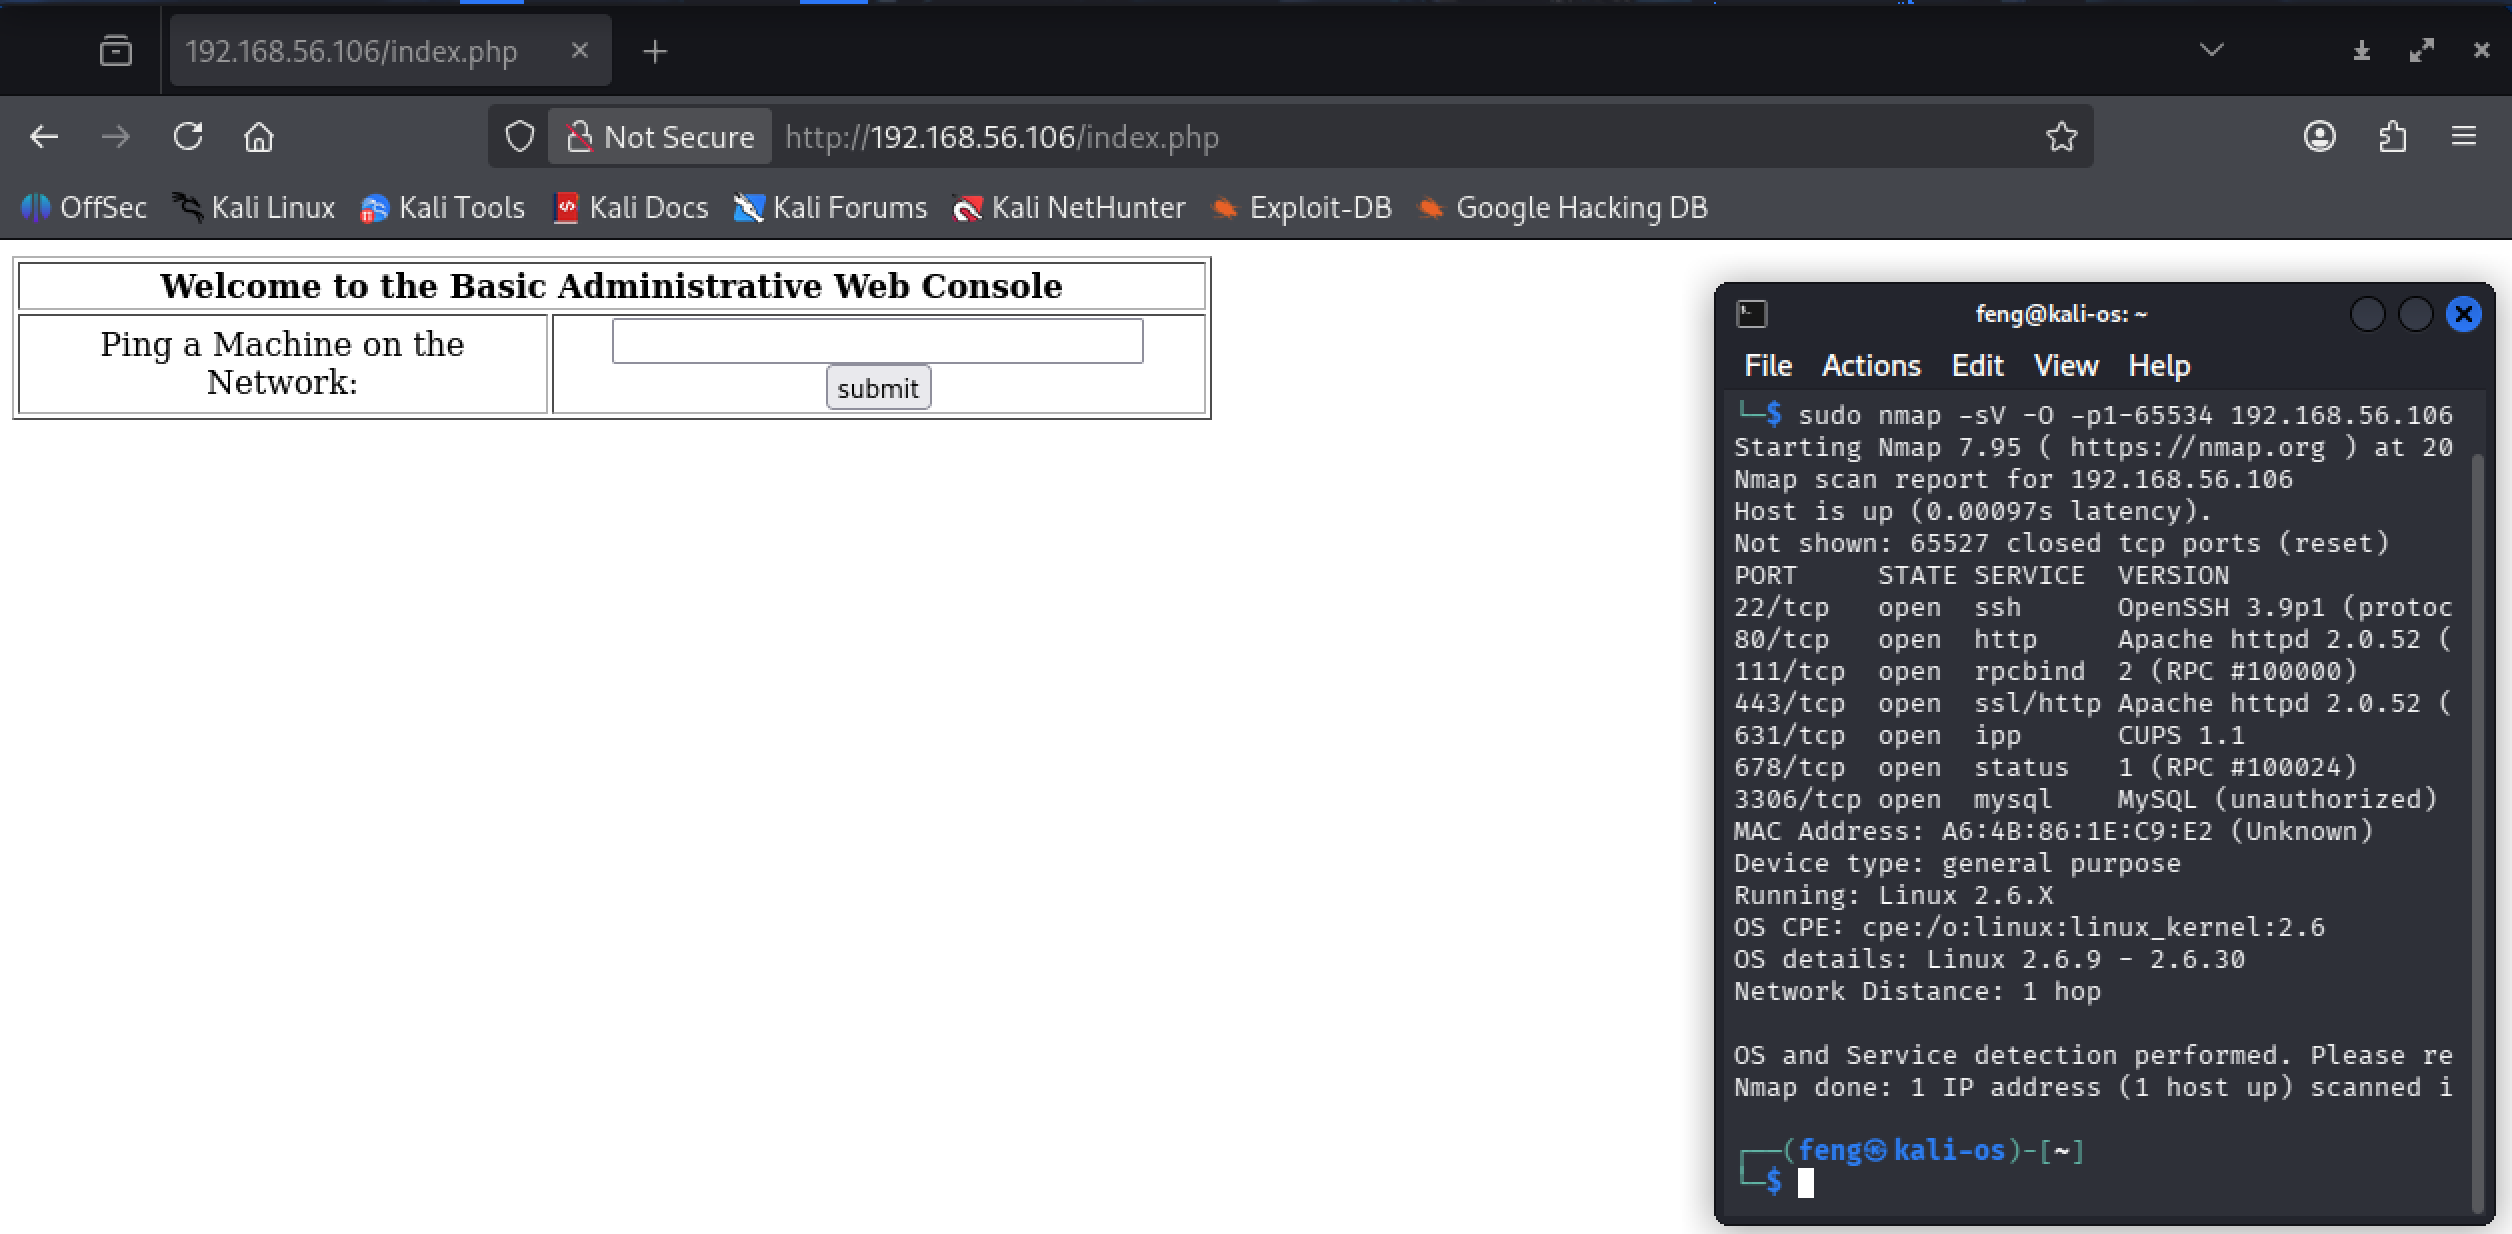 192.168.56.106/index.php
Not Secure http://192.168.56.106/index.php
OffSec Kali Linux Kali Tools Kali Docs Kali Forums Kali NetHunter Exploit-DB Google Hacking DB
Welcome to the Basic Administrative Web Console
Ping a Machine on the
Network:
submit
feng@kali-os: ~
File Actions Edit View Help
└─$ sudo nmap -sV -O -p1-65534 192.168.56.106
Starting Nmap 7.95 ( https://nmap.org ) at 20
Nmap scan report for 192.168.56.106
Host is up (0.00097s latency).
Not shown: 65527 closed tcp ports (reset)
PORT     STATE SERVICE  VERSION
22/tcp   open  ssh      OpenSSH 3.9p1 (protoc
80/tcp   open  http     Apache httpd 2.0.52 (
111/tcp  open  rpcbind  2 (RPC #100000)
443/tcp  open  ssl/http Apache httpd 2.0.52 (
631/tcp  open  ipp      CUPS 1.1
678/tcp  open  status   1 (RPC #100024)
3306/tcp open  mysql    MySQL (unauthorized)
MAC Address: A6:4B:86:1E:C9:E2 (Unknown)
Device type: general purpose
Running: Linux 2.6.X
OS CPE: cpe:/o:linux:linux_kernel:2.6
OS details: Linux 2.6.9 - 2.6.30
Network Distance: 1 hop
OS and Service detection performed. Please re
Nmap done: 1 IP address (1 host up) scanned i
┌──(feng㉿kali-os)-[~]
└─$